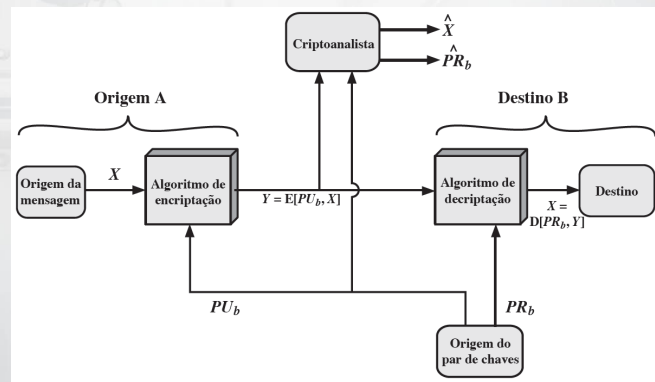 Criptoanalista
X̂
P̂R_b
Origem A
Destino B
Origem da
mensagem
X
Algoritmo de
encriptação
Y = E[PU_b, X]
Algoritmo de
decriptação
X =
D[PR_b, Y]
Destino
PU_b
PR_b
Origem do
par de chaves